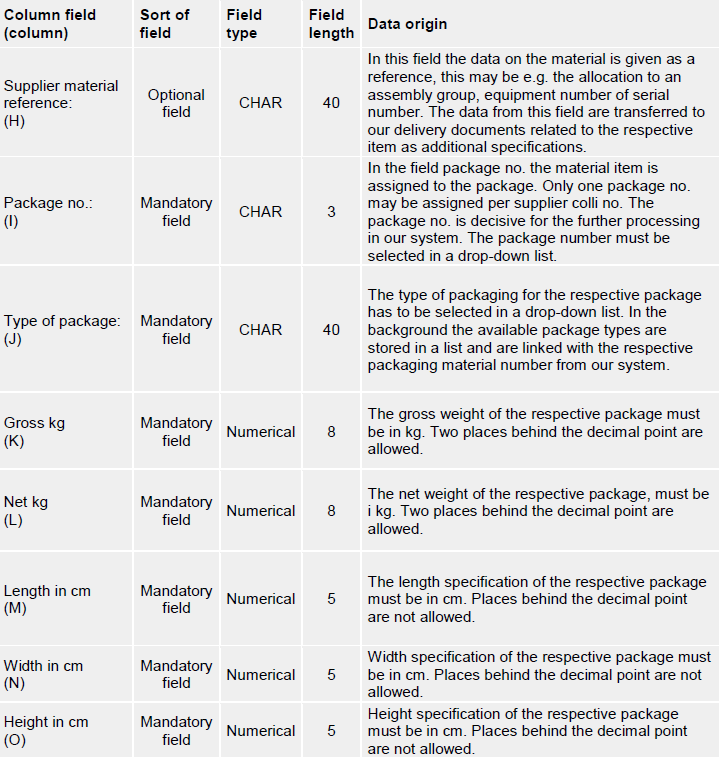 Column field
(column)
Sort of
field
Field
type
Field
length
Data origin
Supplier material
reference:
(H)
Optional
field
CHAR
40
In this field the data on the material is given as a
reference, this may be e.g. the allocation to an
assembly group, equipment number of serial
number. The data from this field are transferred to
our delivery documents related to the respective
item as additional specifications.
Package no.:
(I)
Mandatory
field
CHAR
3
In the field package no. the material item is
assigned to the package. Only one package no.
may be assigned per supplier colli no. The
package no. is decisive for the further processing
in our system. The package number must be
selected in a drop-down list.
Type of package:
(J)
Mandatory
field
CHAR
40
The type of packaging for the respective package
has to be selected in a drop-down list. In the
background the available package types are
stored in a list and are linked with the respective
packaging material number from our system.
Gross kg
(K)
Mandatory
field
Numerical
8
The gross weight of the respective package must
be in kg. Two places behind the decimal point are
allowed.
Net kg
(L)
Mandatory
field
Numerical
8
The net weight of the respective package, must be
i kg. Two places behind the decimal point are
allowed.
Length in cm
(M)
Mandatory
field
Numerical
5
The length specification of the respective package
must be in cm. Places behind the decimal point
are not allowed.
Width in cm
(N)
Mandatory
field
Numerical
5
Width specification of the respective package must
be in cm. Places behind the decimal point are not
allowed.
Height in cm
(O)
Mandatory
field
Numerical
5
Height specification of the respective package
must be in cm. Places behind the decimal point
are not allowed.